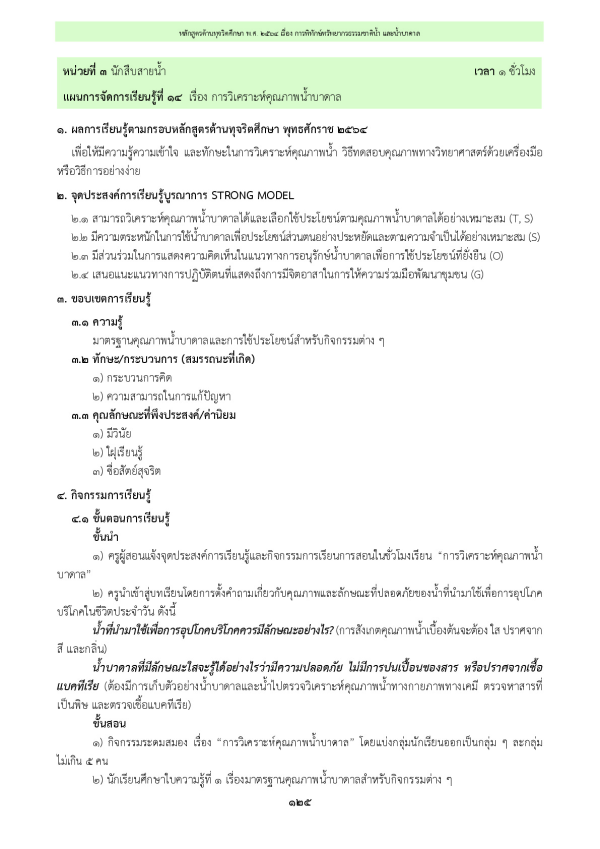 หลักสูตรต้านทุจริตศึกษา พ.ศ. ๒๕๖๔ เรื่อง การพิทักษ์ทรัพยากรธรรมชาติน้ำ และน้ำบาดาล
หน่วยที่ ๓ นักสืบสายน้ำ เวลา ๑ ชั่วโมง
แผนการจัดการเรียนรู้ที่ ๑๔ เรื่อง การวิเคราะห์คุณภาพน้ำบาดาล
๑. ผลการเรียนรู้ตามกรอบหลักสูตรต้านทุจริตศึกษา พุทธศักราช ๒๕๖๔
เพื่อให้มีความรู้ความเข้าใจ และทักษะในการวิเคราะห์คุณภาพน้ำ วิธีทดสอบคุณภาพทางวิทยาศาสตร์ด้วยเครื่องมือ
หรือวิธีการอย่างง่าย
๒. จุดประสงค์การเรียนรู้บูรณาการ STRONG MODEL
๒.๑ สามารถวิเคราะห์คุณภาพน้ำบาดาลได้และเลือกใช้ประโยชน์ตามคุณภาพน้ำบาดาลได้อย่างเหมาะสม (T, S)
๒.๒ มีความตระหนักในการใช้น้ำบาดาลเพื่อประโยชน์ส่วนตนอย่างประหยัดและตามความจำเป็นได้อย่างเหมาะสม (S)
๒.๓ มีส่วนร่วมในการแสดงความคิดเห็นในแนวทางการอนุรักษ์น้ำบาดาลเพื่อการใช้ประโยชน์ที่ยั่งยืน (O)
๒.๔ เสนอแนะแนวทางการปฏิบัติตนที่แสดงถึงการมีจิตอาสาในการให้ความร่วมมือพัฒนาชุมชน (G)
๓. ขอบเขตการเรียนรู้
๓.๑ ความรู้
มาตรฐานคุณภาพน้ำบาดาลและการใช้ประโยชน์สำหรับกิจกรรมต่าง ๆ
๓.๒ ทักษะ/กระบวนการ (สมรรถนะที่เกิด)
๑) กระบวนการคิด
๒) ความสามารถในการแก้ปัญหา
๓.๓ คุณลักษณะที่พึงประสงค์/ค่านิยม
๑) มีวินัย
๒) ใฝ่เรียนรู้
๓) ซื่อสัตย์สุจริต
๔. กิจกรรมการเรียนรู้
๔.๑ ขั้นตอนการเรียนรู้
ขั้นนำ
๑) ครูผู้สอนแจ้งจุดประสงค์การเรียนรู้และกิจกรรมการเรียนการสอนในชั่วโมงเรียน “การวิเคราะห์คุณภาพน้ำ
บาดาล”
๒) ครูนำเข้าสู่บทเรียนโดยการตั้งคำถามเกี่ยวกับคุณภาพและลักษณะที่ปลอดภัยของน้ำที่นำมาใช้เพื่อการอุปโภค
บริโภคในชีวิตประจำวัน ดังนี้
น้ำที่นำมาใช้เพื่อการอุปโภคบริโภคควรมีลักษณะอย่างไร? (การสังเกตคุณภาพน้ำเบื้องต้นจะต้อง ใส ปราศจาก
สี และกลิ่น)
น้ำบาดาลที่มีลักษณะใสจะรู้ได้อย่างไรว่ามีความปลอดภัย ไม่มีการปนเปื้อนของสาร หรือปราศจากเชื้อ
แบคทีเรีย (ต้องมีการเก็บตัวอย่างน้ำบาดาลและนำไปตรวจวิเคราะห์คุณภาพน้ำทางกายภาพทางเคมี ตรวจหาสารที่
เป็นพิษ และตรวจเชื้อแบคทีเรีย)
ขั้นสอน
๑) กิจกรรมระดมสมอง เรื่อง “การวิเคราะห์คุณภาพน้ำบาดาล” โดยแบ่งกลุ่มนักเรียนออกเป็นกลุ่ม ๆ ละกลุ่ม
ไม่เกิน ๕ คน
๒) นักเรียนศึกษาใบความรู้ที่ ๑ เรื่องมาตรฐานคุณภาพน้ำบาดาลสำหรับกิจกรรมต่าง ๆ
๑๒๕